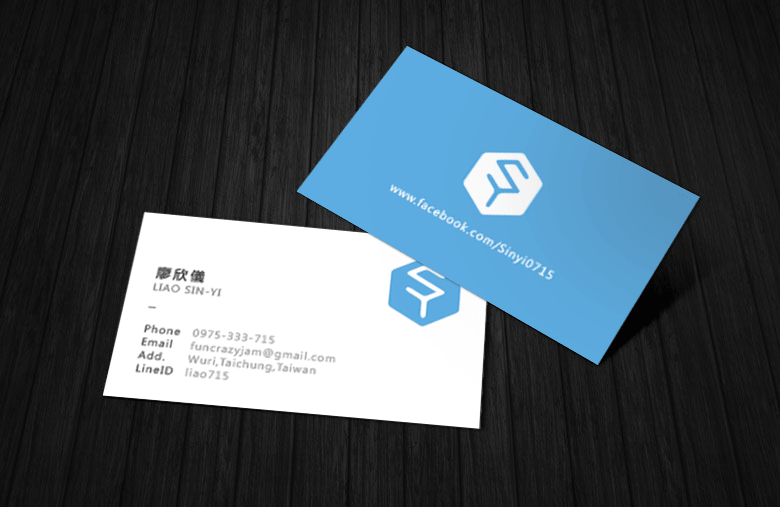 廖欣儀
LIAO SIN-YI
Phone 0975-333-715
Email funcrazyjam@gmail.com
Add. Wuri,Taichung,Taiwan
LineID liao715
www.facebook.com/Sinyi0715